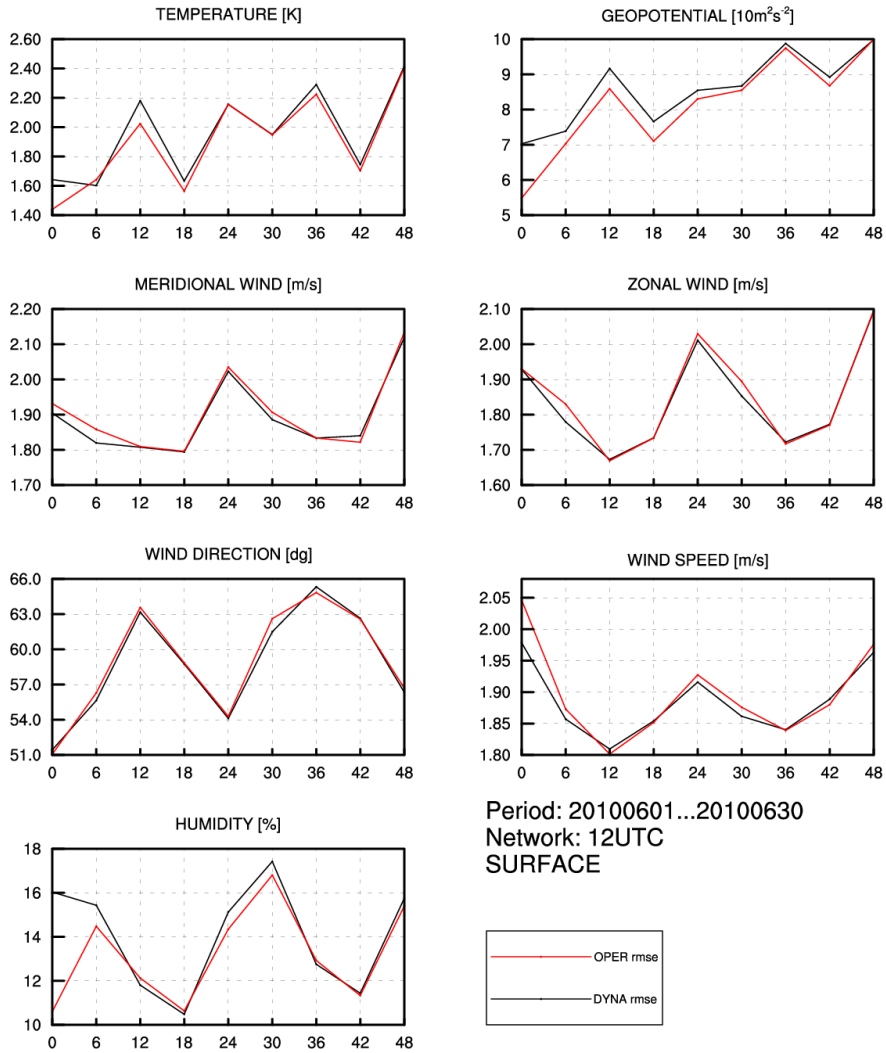 TEMPERATURE [K]
2.60
2.40
2.20
2.00
1.80
1.60
1.40
0 6 12 18 24 30 36 42 48
GEOPOTENTIAL [10m²s⁻²]
10
9
8
7
6
5
0 6 12 18 24 30 36 42 48
MERIDIONAL WIND [m/s]
2.20
2.10
2.00
1.90
1.80
1.70
0 6 12 18 24 30 36 42 48
ZONAL WIND [m/s]
2.10
2.00
1.90
1.80
1.70
1.60
0 6 12 18 24 30 36 42 48
WIND DIRECTION [dg]
66.0
63.0
60.0
57.0
54.0
51.0
0 6 12 18 24 30 36 42 48
WIND SPEED [m/s]
2.05
2.00
1.95
1.90
1.85
1.80
0 6 12 18 24 30 36 42 48
HUMIDITY [%]
18
16
14
12
10
0 6 12 18 24 30 36 42 48
Period: 20100601...20100630
Network: 12UTC
SURFACE
OPER rmse
DYNA rmse